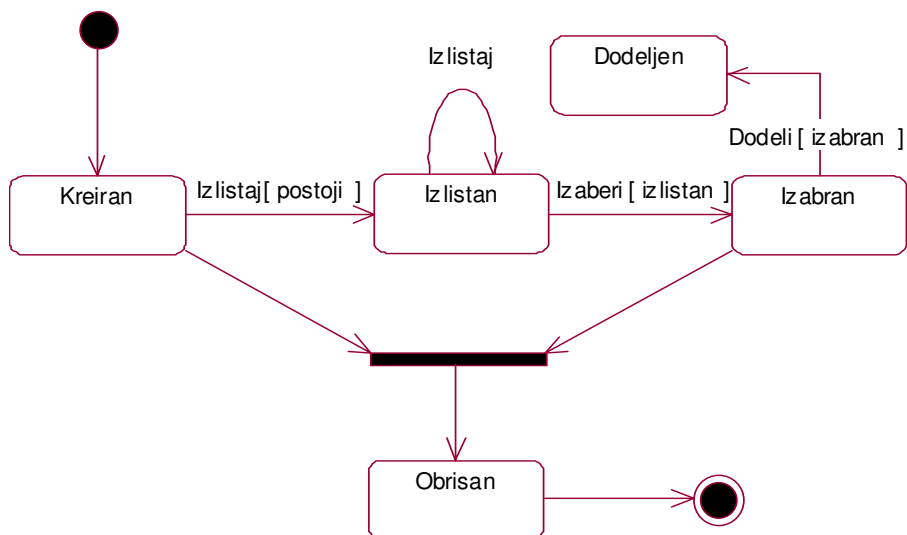 Izlistaj
Dodeljen
Dodeli [ izabran ]
Kreiran
Izlistaj[ postoji ]
Izlistan
Izaberi [ izlistan ]
Izabran
Obrisan